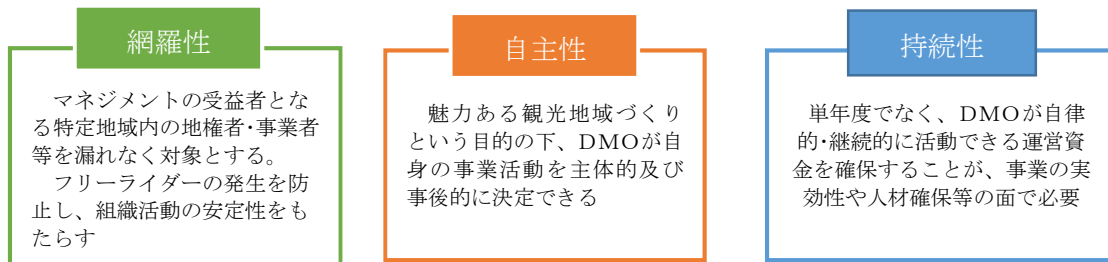 網羅性
マネジメントの受益者とな
る特定地域内の地権者・事業者
等を漏れなく対象とする。
フリーライダーの発生を防
止し、組織活動の安定性をも
たらす
自主性
魅力ある観光地域づくり
という目的の下、DMOが自
身の事業活動を主体的及び
事後的に決定できる
持続性
単年度でなく、DMOが自律
的・継続的に活動できる運営資
金を確保することが、事業の実
効性や人材確保等の面で必要